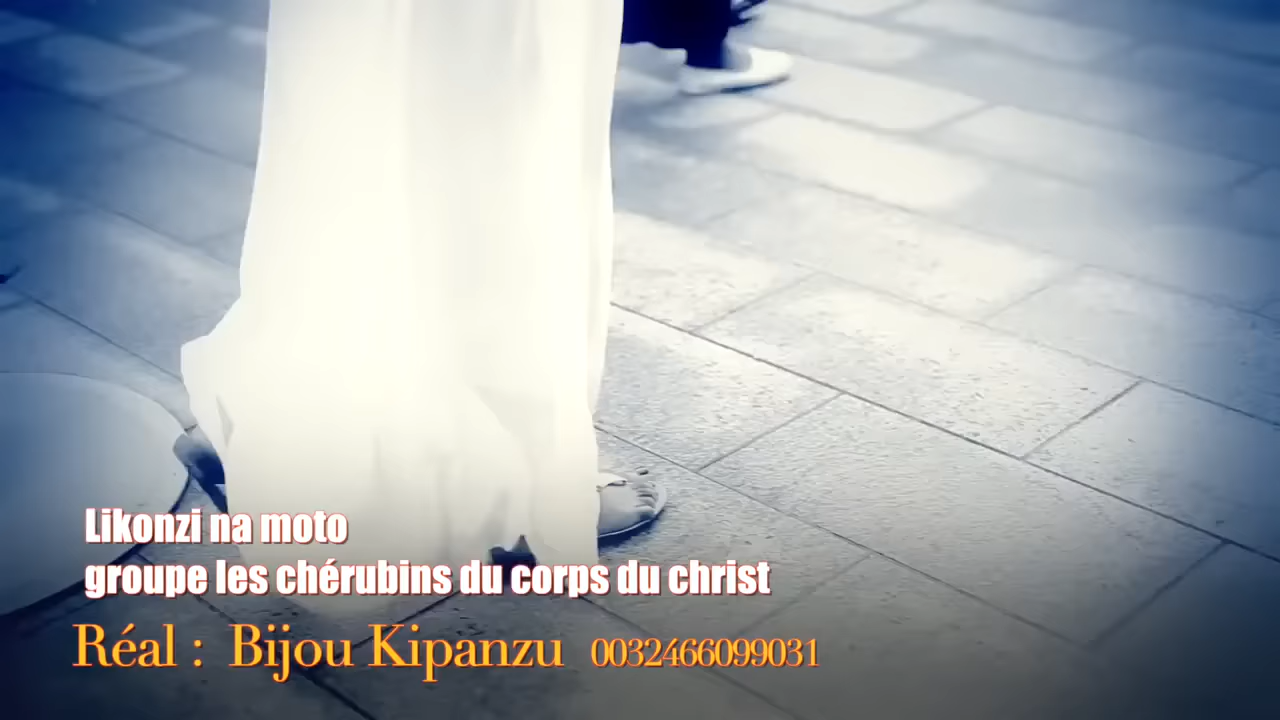 Likonzi na moto
groupe les chérubins du corps du christ
Réal : Bijou Kipanzu 0032466099031